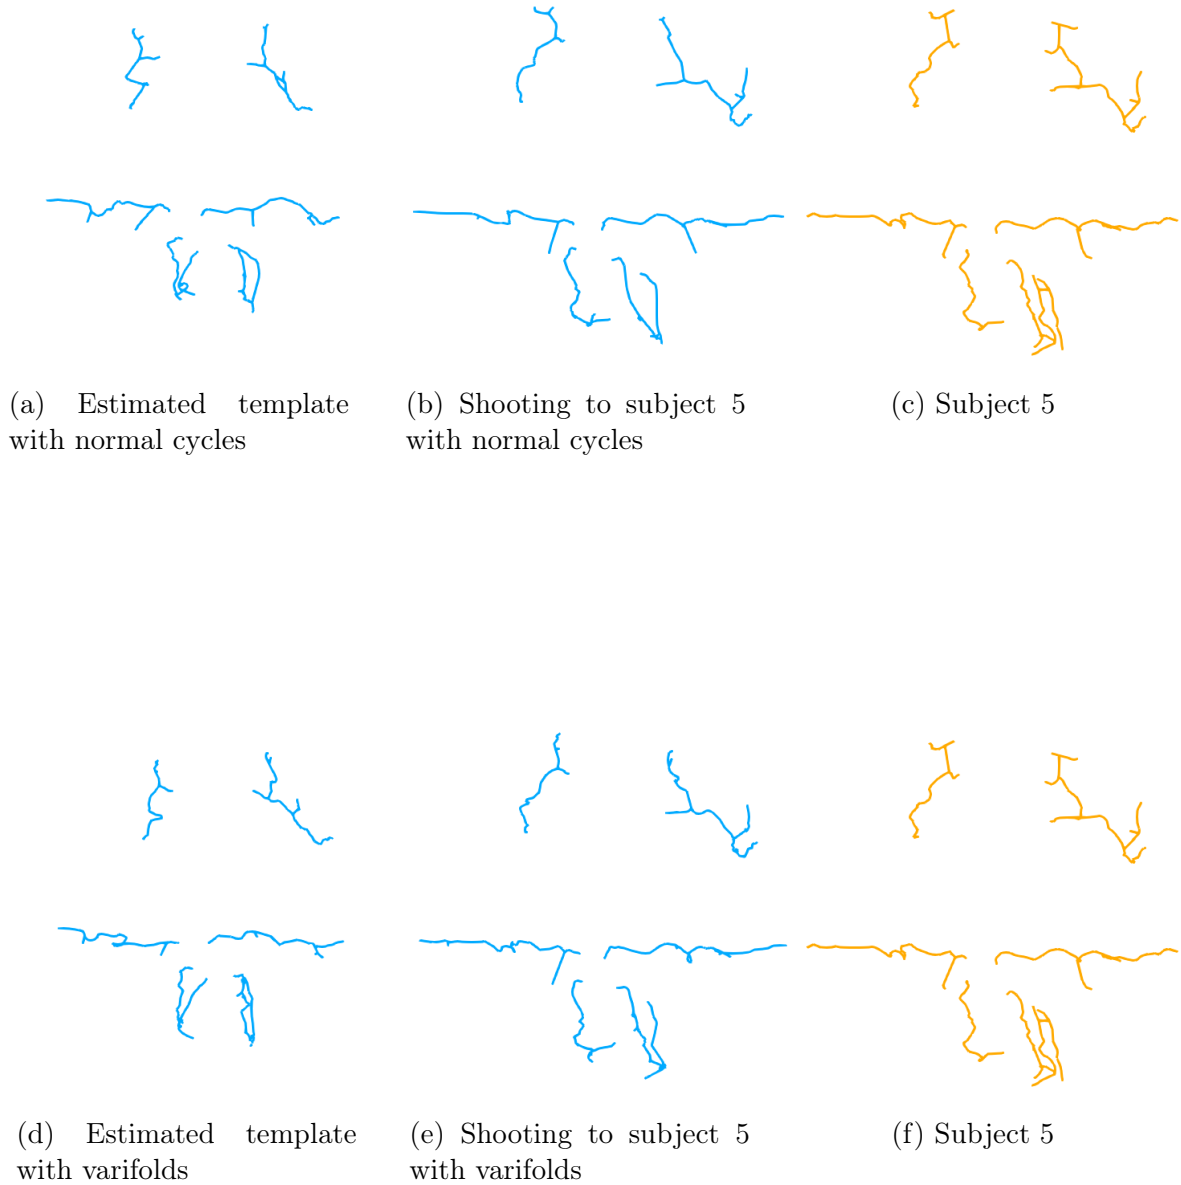 (a) Estimated template
with normal cycles
(b) Shooting to subject 5
with normal cycles
(c) Subject 5
(d) Estimated template
with varifolds
(e) Shooting to subject 5
with varifolds
(f) Subject 5